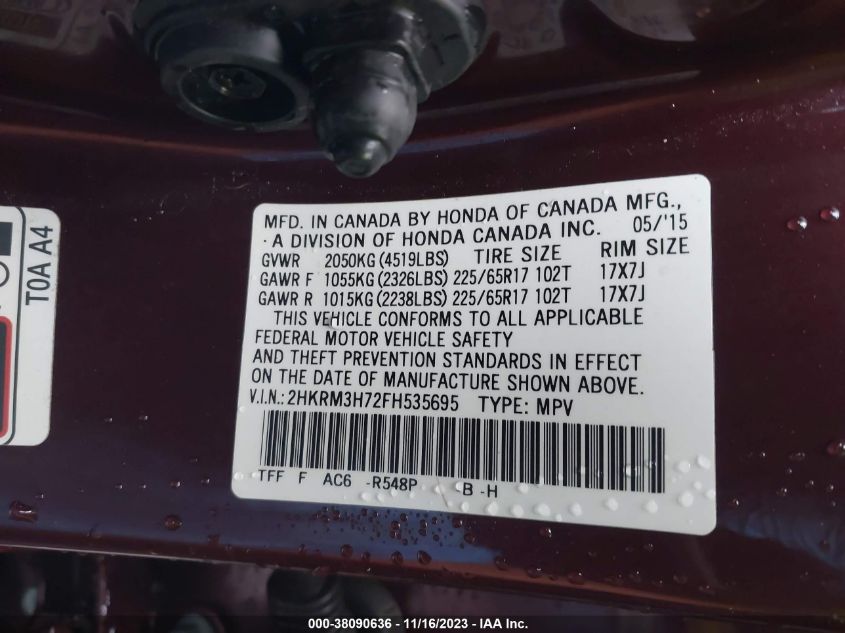 MFD. IN CANADA BY HONDA OF CANADA MFG.,
A DIVISION OF HONDA CANADA INC. 05/'15
GVWR 2050KG (4519LBS) TIRE SIZE RIM SIZE
GAWR F 1055KG (2326LBS) 225/65R17 102T 17X7J
GAWR R 1015KG (2238LBS) 225/65R17 102T 17X7J
THIS VEHICLE CONFORMS TO ALL APPLICABLE
FEDERAL MOTOR VEHICLE SAFETY
AND THEFT PREVENTION STANDARDS IN EFFECT
ON THE DATE OF MANUFACTURE SHOWN ABOVE.
V.I.N.: 2HKRM3H72FH535695 TYPE: MPV
TFF F AC6 -R548P B -H
T0A A4
000-38090636 - 11/16/2023 - IAA Inc.